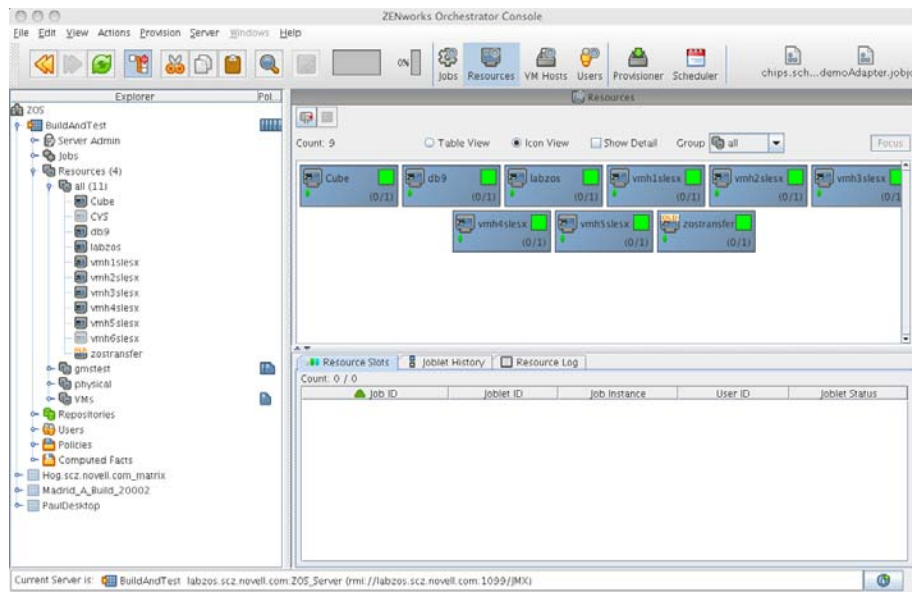 ZENworks Orchestrator Console
File Edit View Actions Provision Server Windows Help
0%
Jobs Resources VM Hosts Users Provisioner Scheduler chips.sch...demoAdapter.jobjo
Explorer Pol...
ZOS
BuildAndTest
Server Admin
Jobs
Resources (4)
all (11)
Cube
CVS
db9
labzos
vmh1slesx
vmh2slesx
vmh3slesx
vmh4slesx
vmh5slesx
vmh6slesx
zostransfer
gmstest
physical
VMs
Repositories
Users
Policies
Computed Facts
Hog.scz.novell.com_matrix
Madrid_A_Build_20002
PaulDesktop
Resources
Count: 9 Table View Icon View Show Detail Group all Focus
Cube (0/1)
db9 (0/1)
labzos (0/1)
vmh1slesx (0/1)
vmh2slesx (0/1)
vmh3slesx (0/1
vmh4slesx (0/1)
vmh5slesx (0/1)
zostransfer (0/1)
Resource Slots Joblet History Resource Log
Count: 0 / 0
Job ID Joblet ID Job Instance User ID Joblet Status
Current Server is: BuildAndTest labzos.scz.novell.com:ZOS_Server (rmi://labzos.scz.novell.com:1099/JMX)